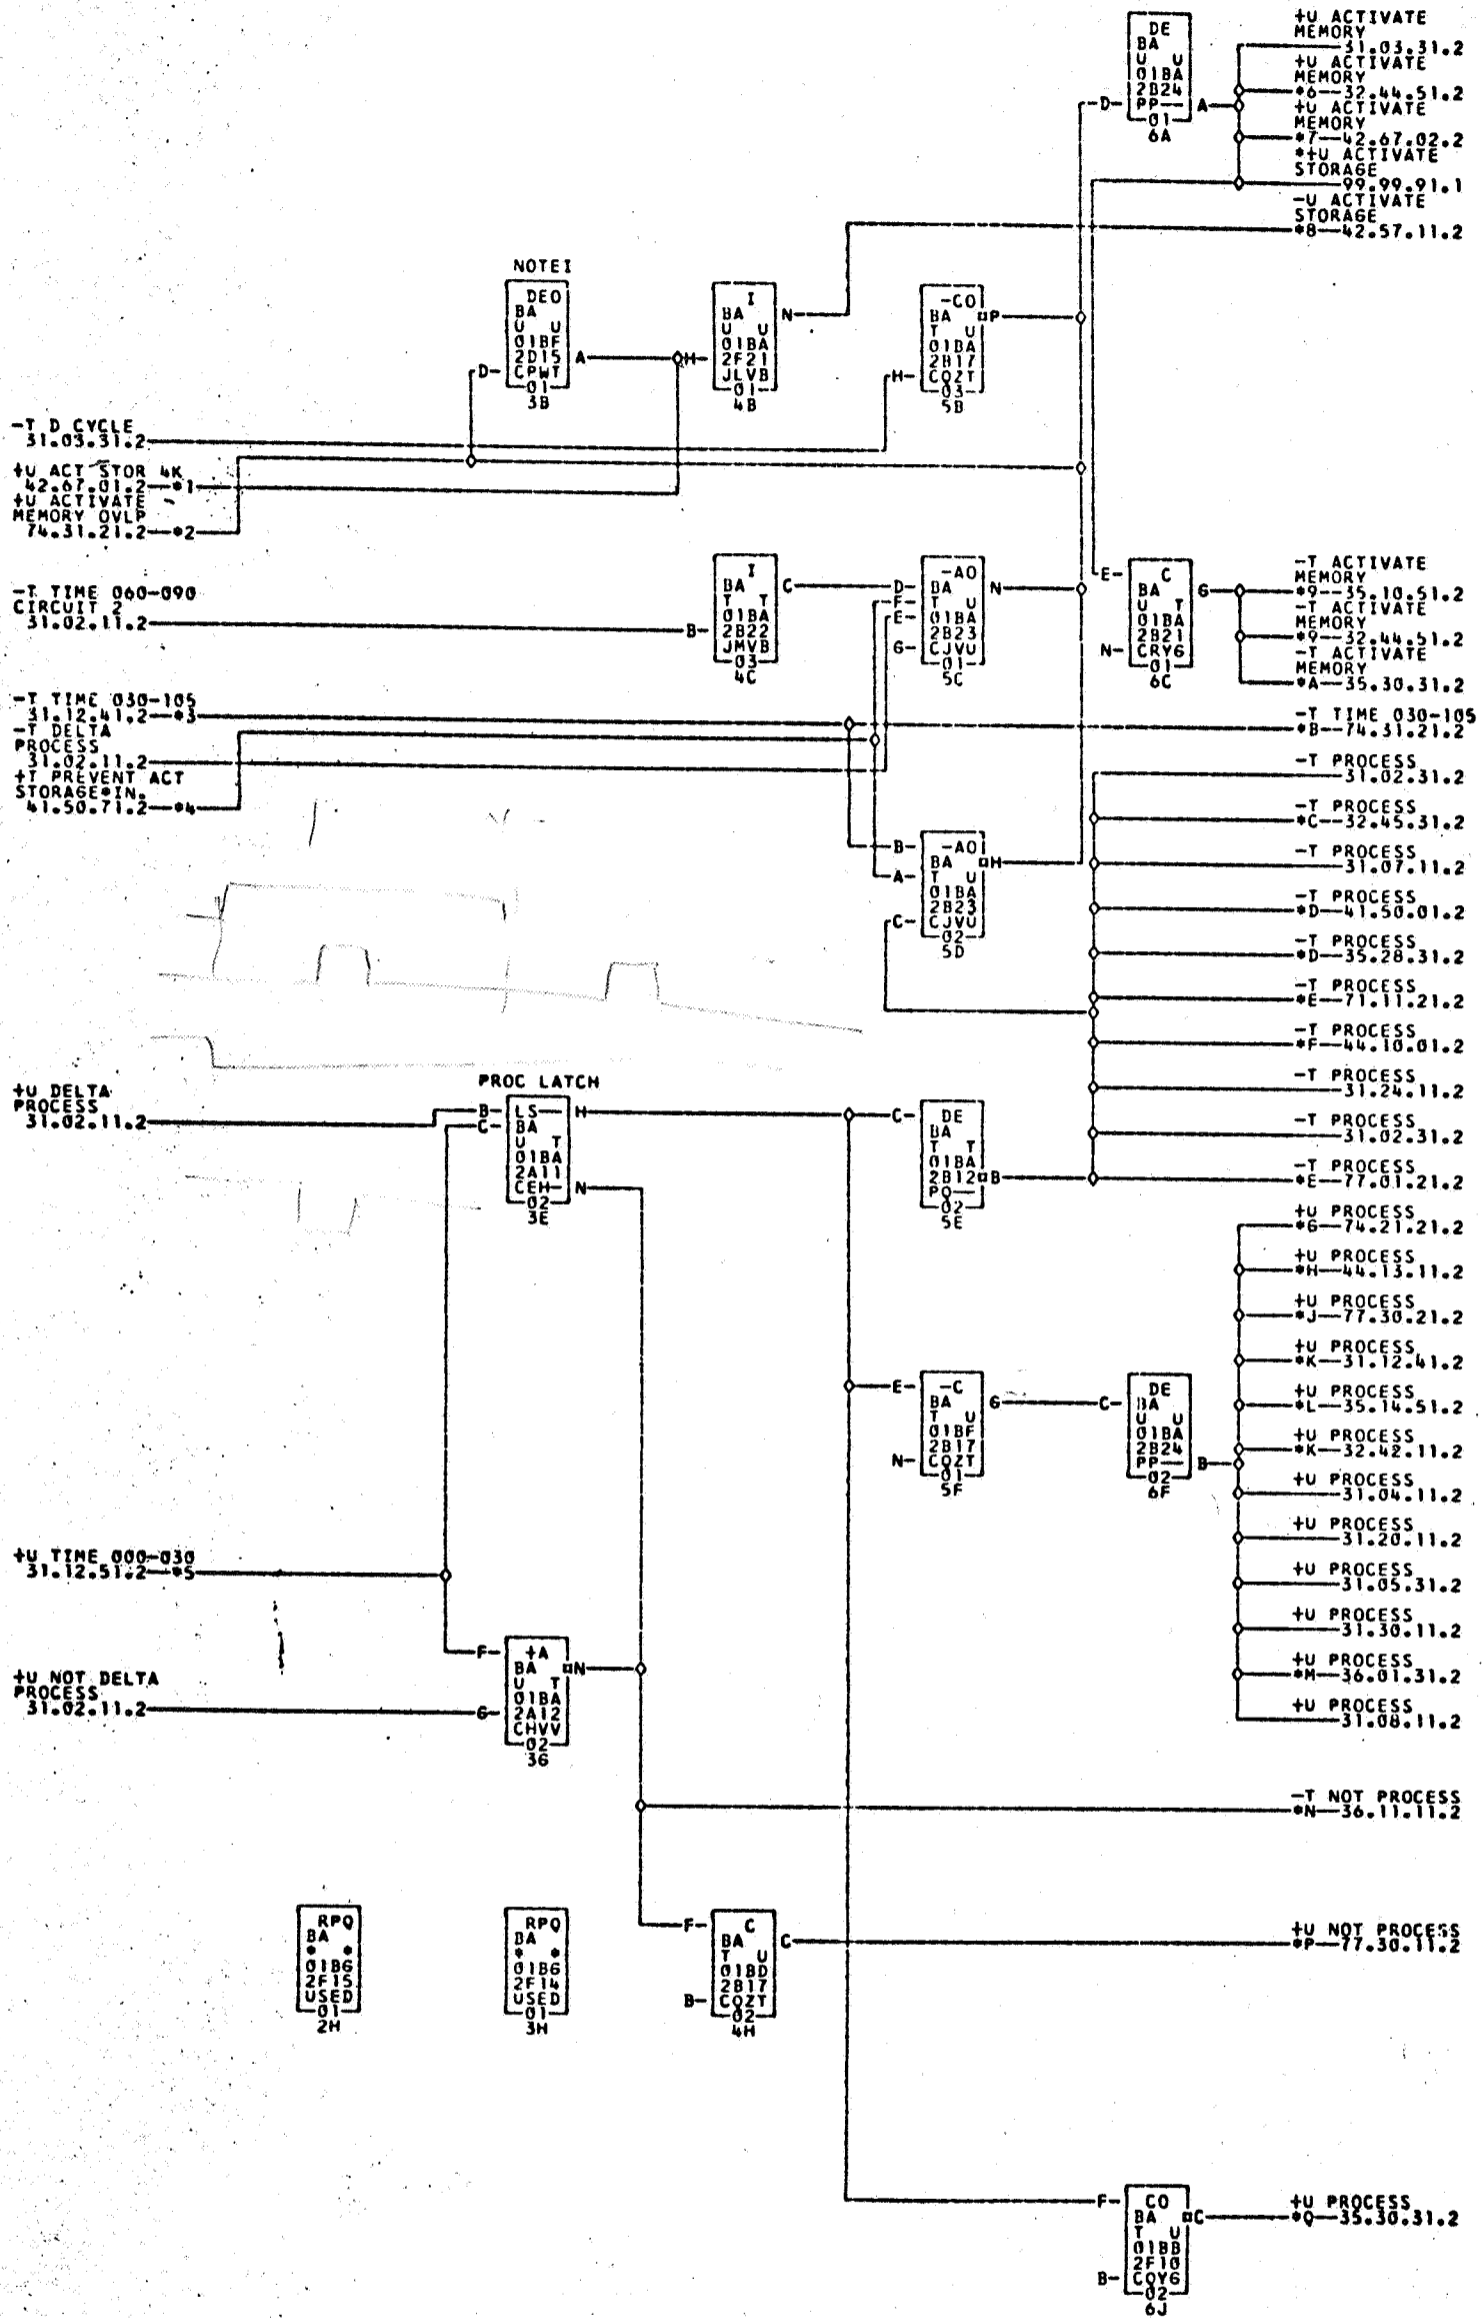 DE
BA
U U
01BA
2B24
D- PP— A
01
6A
+U ACTIVATE
MEMORY
31.03.31.2
+U ACTIVATE
MEMORY
*6—32.44.51.2
+U ACTIVATE
MEMORY
*7—42.67.02.2
*+U ACTIVATE
STORAGE
99.99.91.1
-U ACTIVATE
STORAGE
*8—42.57.11.2
NOTE1
DEO
BA
U U
01BF
2D15 A
D- CPWT
01
3B
I
BA N
U U
01BA
H- 2F21
JLVB
01
4B
-CO
BA P
T U
01BA
2B17
H- CQZT
03
5B
-T D CYCLE
31.03.31.2
+U ACT STOR 4K
42.67.01.2—*1
+U ACTIVATE
MEMORY OVLP
74.31.21.2—*2
-T TIME 060-090
CIRCUIT 2
31.02.11.2
I
BA C
T T
01BA
B- 2B22
JMVB
03
4C
-AO
D- BA N
F- T U
E- 01BA
2B23
G- CJVU
01
5C
E- C
BA G
U T
01BA
2B21
N- CRYG
01
6C
-T ACTIVATE
MEMORY
*9—35.10.51.2
-T ACTIVATE
MEMORY
*9—32.44.51.2
-T ACTIVATE
MEMORY
*A—35.30.31.2
-T TIME 030-105
31.12.41.2—*3
-T DELTA
PROCESS
31.02.11.2
+T PREVENT ACT
STORAGE*IN.
41.50.71.2—*4
-T TIME 030-105
*B—74.31.21.2
B- -AO
BA H
A- T U
01BA
2B23
C- CJVU
02
5D
-T PROCESS
31.02.31.2
-T PROCESS
*C—32.45.31.2
-T PROCESS
31.07.11.2
-T PROCESS
*D—41.50.01.2
-T PROCESS
*D—35.28.31.2
-T PROCESS
*E—71.11.21.2
-T PROCESS
*F—44.10.01.2
-T PROCESS
31.24.11.2
-T PROCESS
31.02.31.2
-T PROCESS
*E—77.01.21.2
+U DELTA
PROCESS
31.02.11.2
PROC LATCH
B- LS— H
C- BA
U T
01BA
2A11
CEH- N
02
3E
C- DE
BA
T T
01BA
2B12 B
PQ—
02
5E
E- -C
BA G
T U
01BF
2B17
N- CQZT
01
5F
DE
C- BA
U U
01BA
2B24
PP— B
02
6F
+U PROCESS
*G—74.21.21.2
+U PROCESS
*H—44.13.11.2
+U PROCESS
*J—77.30.21.2
+U PROCESS
*K—31.12.41.2
+U PROCESS
*L—35.14.51.2
+U PROCESS
*K—32.42.11.2
+U PROCESS
31.04.11.2
+U PROCESS
31.20.11.2
+U PROCESS
31.05.31.2
+U PROCESS
31.30.11.2
+U PROCESS
*M—36.01.31.2
+U PROCESS
31.08.11.2
+U TIME 000-030
31.12.51.2—*5
+U NOT DELTA
PROCESS
31.02.11.2
F- +A
BA N
U T
01BA
G- 2A12
CHVV
02
3G
-T NOT PROCESS
*N—36.11.11.2
RPQ
BA
* *
01BG
2F15
USED
01
2H
RPQ
BA
* *
01BG
2F14
USED
01
3H
F- C
BA C
T U
01BD
2B17
B- CQZT
02
4H
+U NOT PROCESS
*P—77.30.11.2
F- CO
BA C
T U
01BB
2F10
B- CQYG
02
6J
+U PROCESS
*Q—35.30.31.2